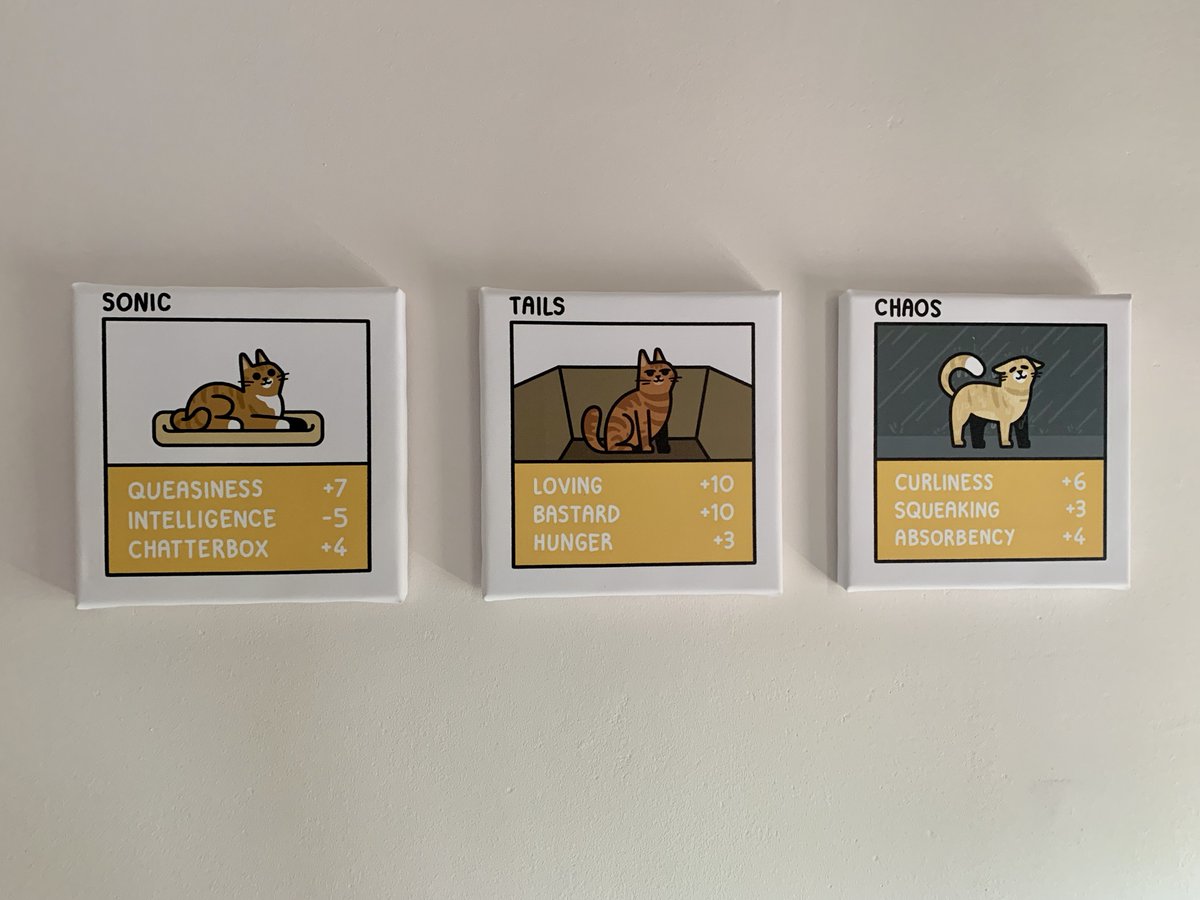 SONIC
QUEASINESS +7
INTELLIGENCE -5
CHATTERBOX +4
TAILS
LOVING +10
BASTARD +10
HUNGER +3
CHAOS
CURLINESS +6
SQUEAKING +3
ABSORBENCY +4